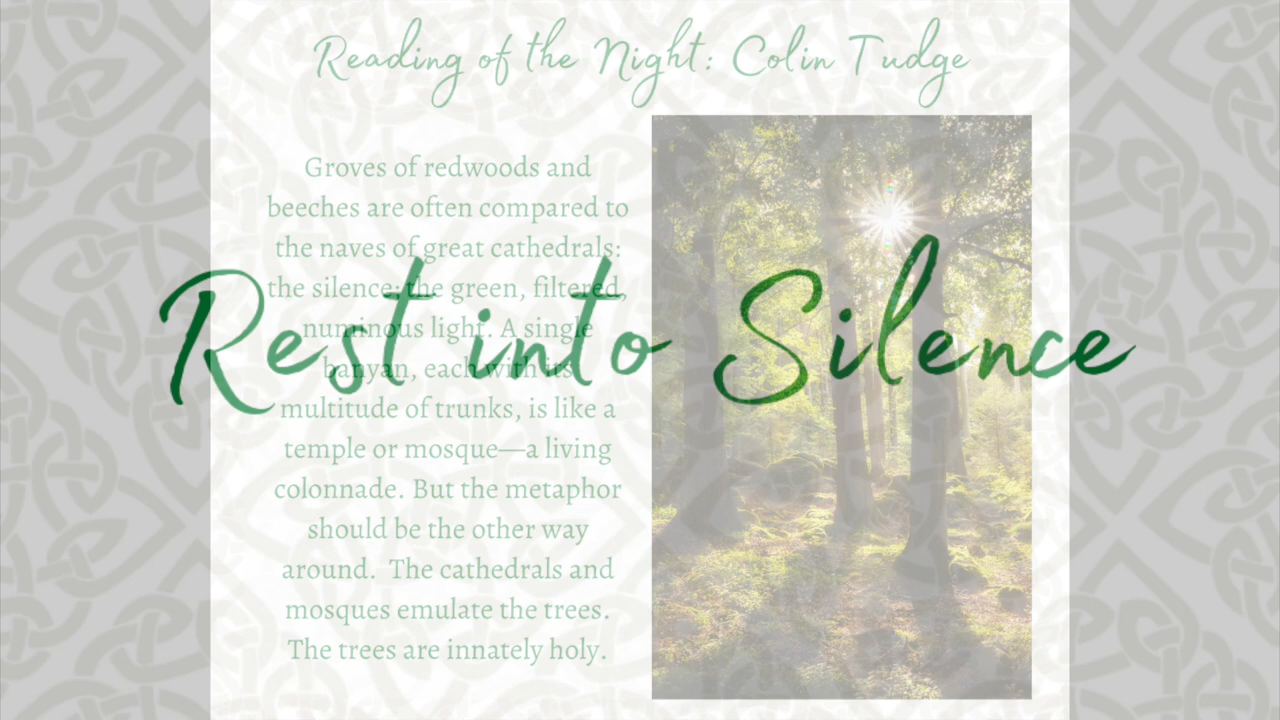 Reading of the Night: Colin Tudge
Groves of redwoods and
beeches are often compared to
the naves of great cathedrals:
the silence; the green, filtered,
numinous light. A single
banyan, each with its
multitude of trunks, is like a
temple or mosque—a living
colonnade. But the metaphor
should be the other way
around. The cathedrals and
mosques emulate the trees.
The trees are innately holy.
Rest into Silence